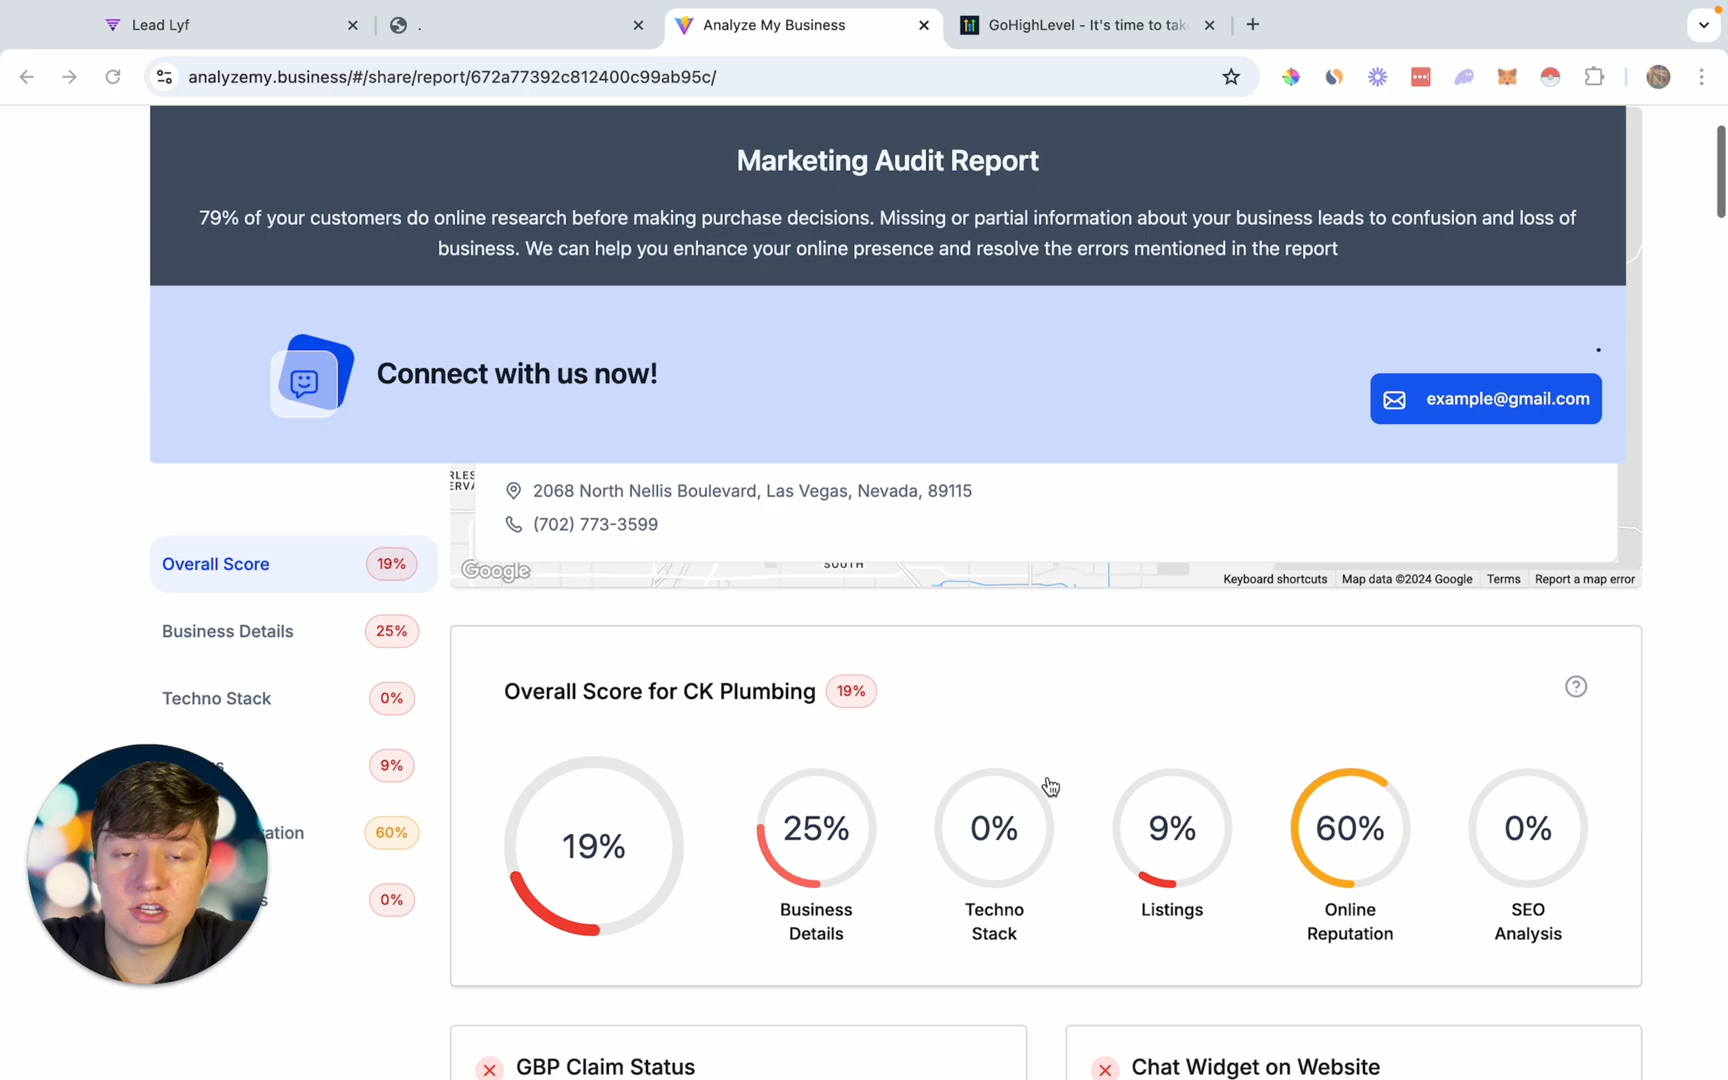 Lead Lyf
.
Analyze My Business
GoHighLevel - It's time to tak
analyzemy.business/#/share/report/672a77392c812400c99ab95c/
Marketing Audit Report
79% of your customers do online research before making purchase decisions. Missing or partial information about your business leads to confusion and loss of
business. We can help you enhance your online presence and resolve the errors mentioned in the report
Connect with us now!
.
example@gmail.com
RLES
ERVA
2068 North Nellis Boulevard, Las Vegas, Nevada, 89115
(702) 773-3599
Google
SOUTH
Keyboard shortcuts
Map data ©2024 Google
Terms
Report a map error
Overall Score 19%
Business Details 25%
Techno Stack 0%
9%
ation 60%
s 0%
Overall Score for CK Plumbing 19%
19%
25%
0%
9%
60%
0%
Business
Details
Techno
Stack
Listings
Online
Reputation
SEO
Analysis
GBP Claim Status
Chat Widget on Website